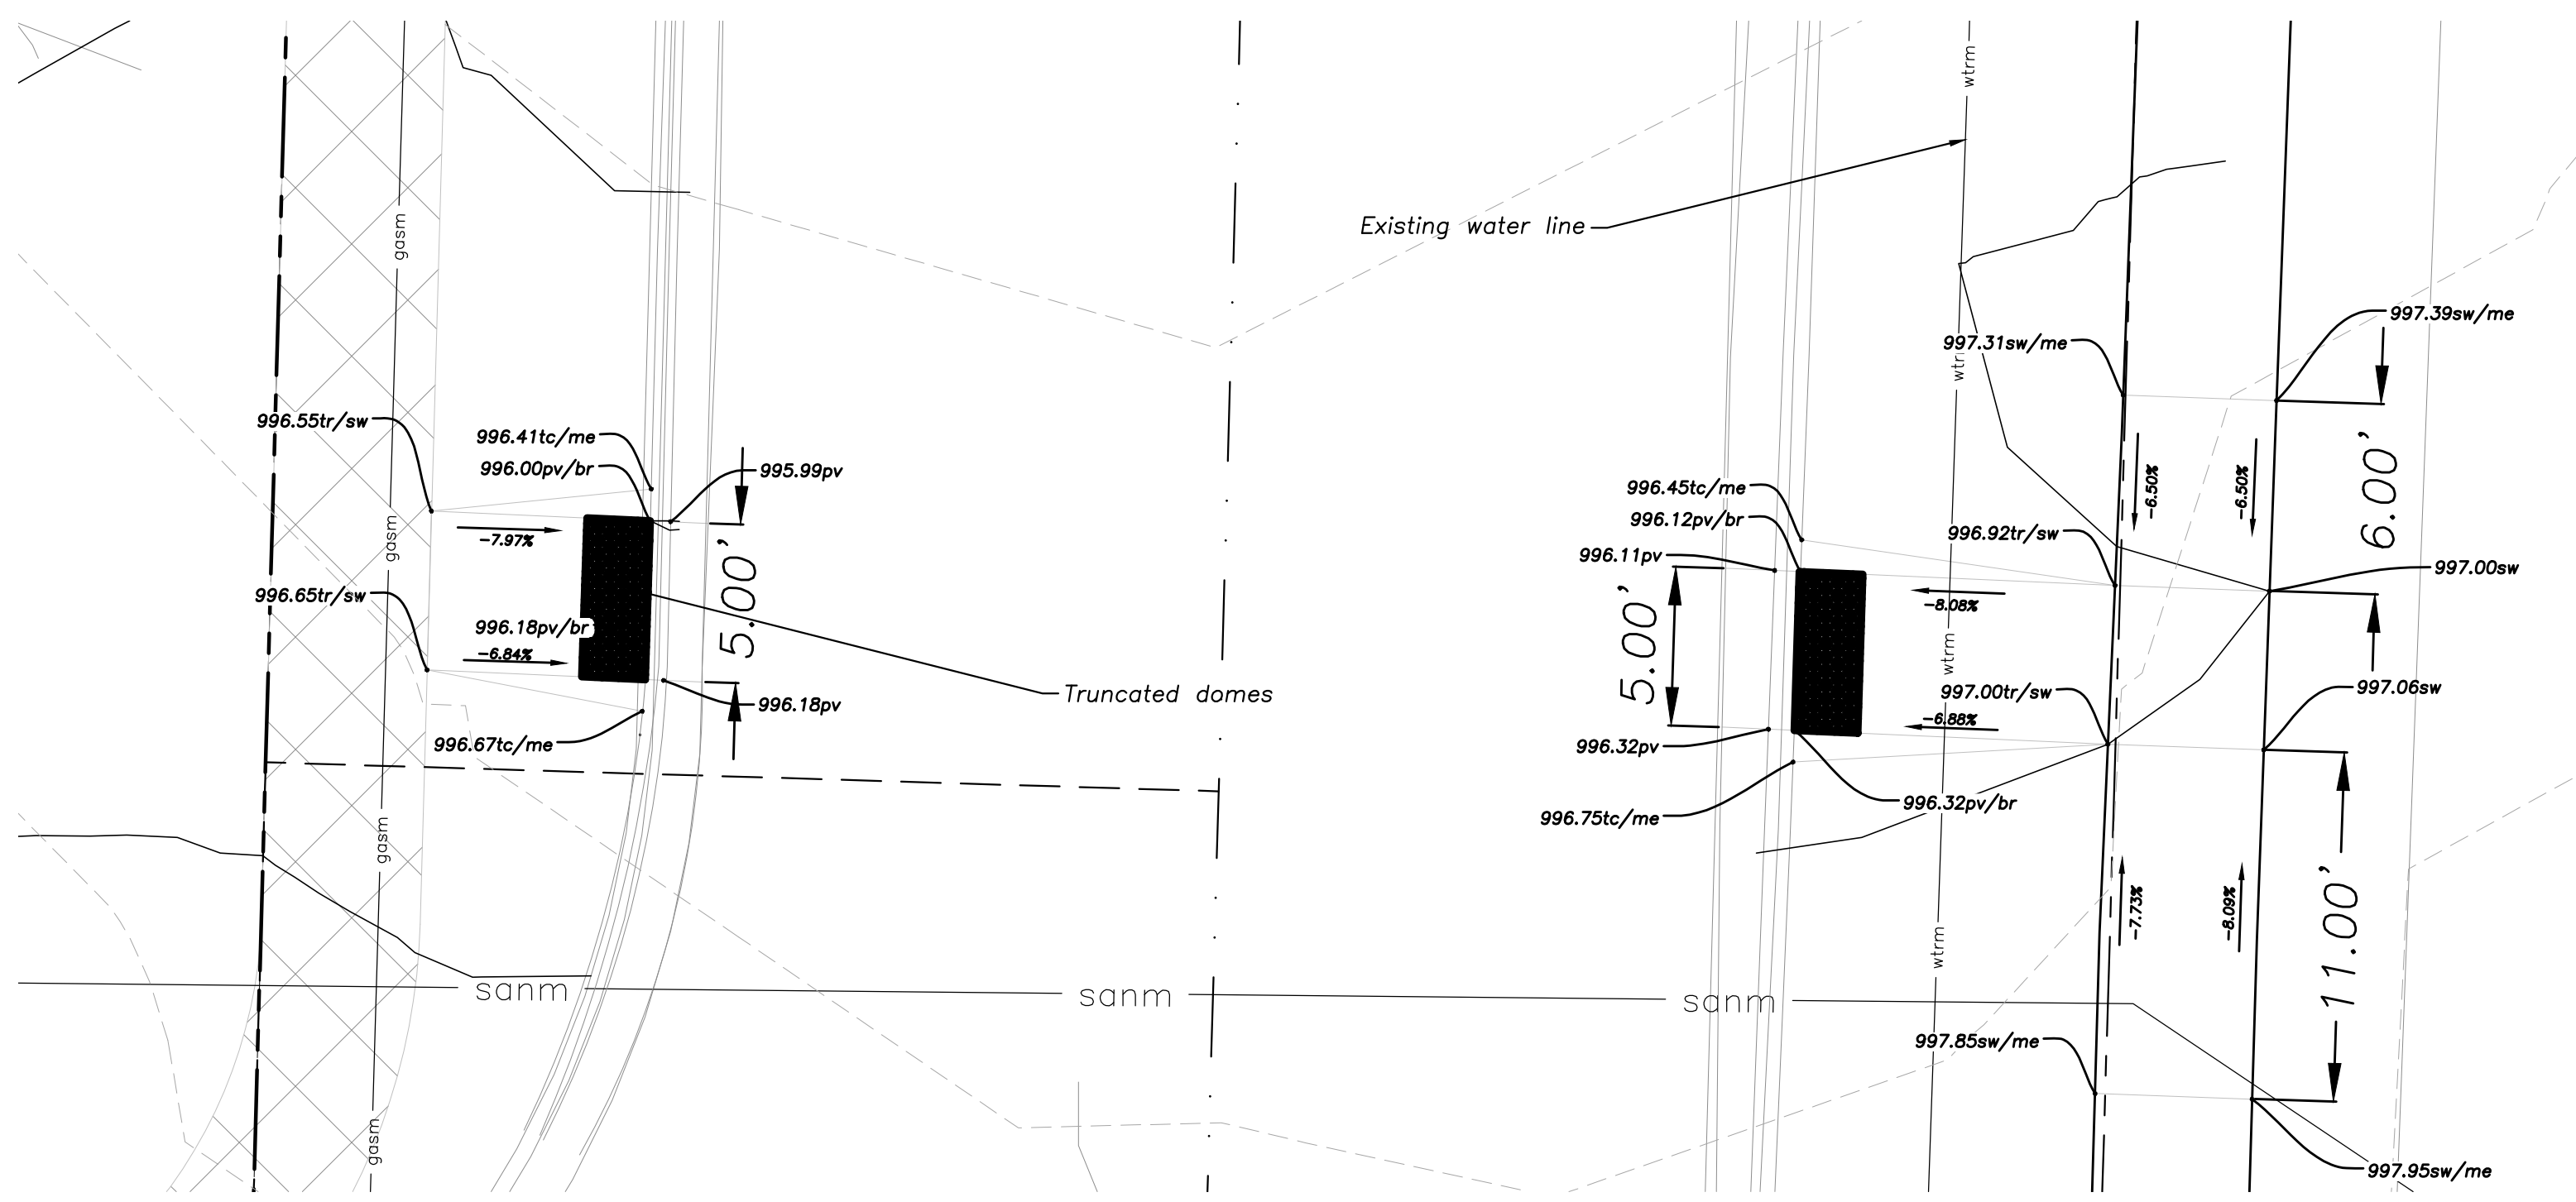 wtrm
gasm
Existing water line
997.39sw/me
997.31sw/me
wtr
996.55tr/sw
996.41tc/me
996.00pv/br
995.99pv
-7.97%
gasm
996.65tr/sw
996.18pv/br
-6.84%
5.00'
Truncated domes
996.18pv
996.67tc/me
996.45tc/me
996.12pv/br
996.11pv
5.00'
996.32pv
996.75tc/me
996.32pv/br
-6.50%
-6.50%
6.00'
996.92tr/sw
997.00sw
-8.08%
wtrm
997.00tr/sw
-6.88%
997.06sw
gasm
-7.73%
-8.09%
11.00'
wtrm
sanm
sanm
sanm
997.85sw/me
gasm
997.95sw/me